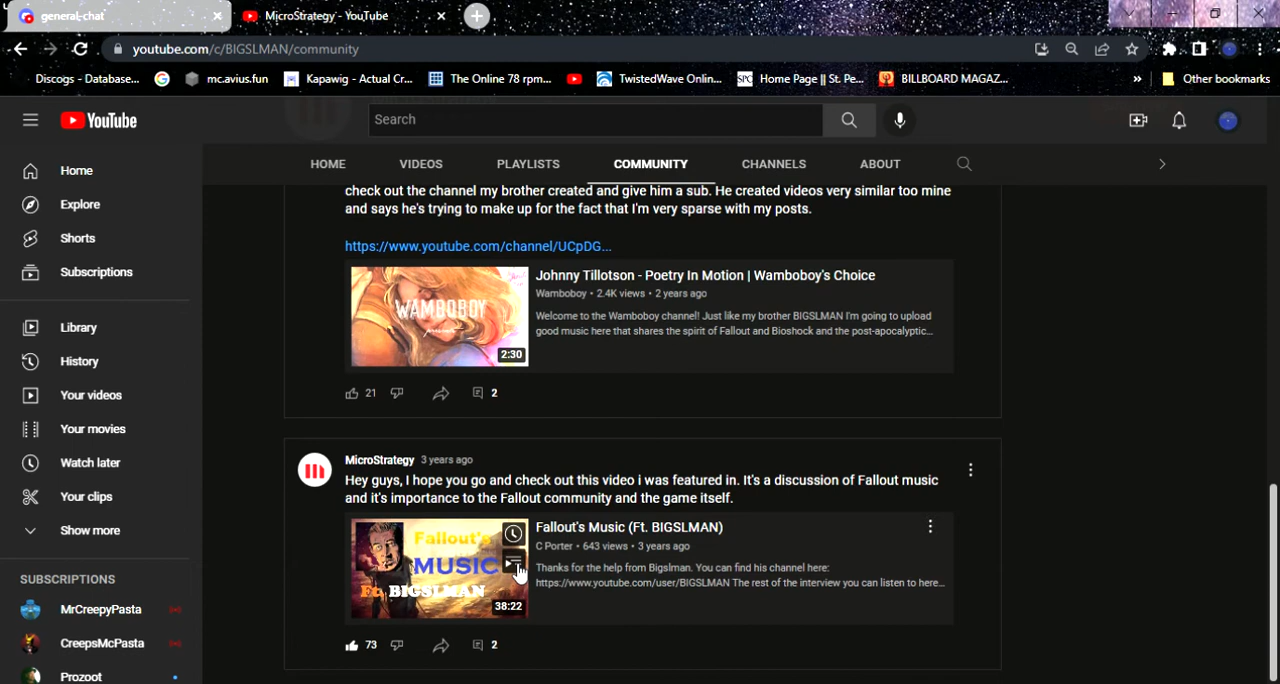 general-chat
MicroStrategy - YouTube
youtube.com/c/BIGSLMAN/community
Discogs - Database...
mc.avius.fun
Kapawig - Actual Cr...
The Online 78 rpm...
TwistedWave Onlin...
SPC
Home Page || St. Pe...
BILLBOARD MAGAZ...
»
Other bookmarks
YouTube
Search
HOME
VIDEOS
PLAYLISTS
COMMUNITY
CHANNELS
ABOUT
Home
Explore
Shorts
Subscriptions
Library
History
Your videos
Your movies
Watch later
Your clips
Show more
SUBSCRIPTIONS
MrCreepyPasta
CreepsMcPasta
Prozoot
check out the channel my brother created and give him a sub. He created videos very similar too mine
and says he's trying to make up for the fact that I'm very sparse with my posts.
https://www.youtube.com/channel/UCpDG...
WAMBOBOY
presents
2:30
Johnny Tillotson - Poetry In Motion | Wamboboy's Choice
Wamboboy • 2.4K views • 2 years ago
Welcome to the Wamboboy channel! Just like my brother BIGSLMAN I'm going to upload
good music here that shares the spirit of Fallout and Bioshock and the post-apocalyptic...
21
2
MicroStrategy 3 years ago
Hey guys, I hope you go and check out this video i was featured in. It's a discussion of Fallout music
and it's importance to the Fallout community and the game itself.
Fallout's
MUSIC
Ft. BIGSLMAN
38:22
Fallout's Music (Ft. BIGSLMAN)
C Porter • 643 views • 3 years ago
Thanks for the help from Bigslman. You can find his channel here:
https://www.youtube.com/user/BIGSLMAN The rest of the interview you can listen to here...
73
2